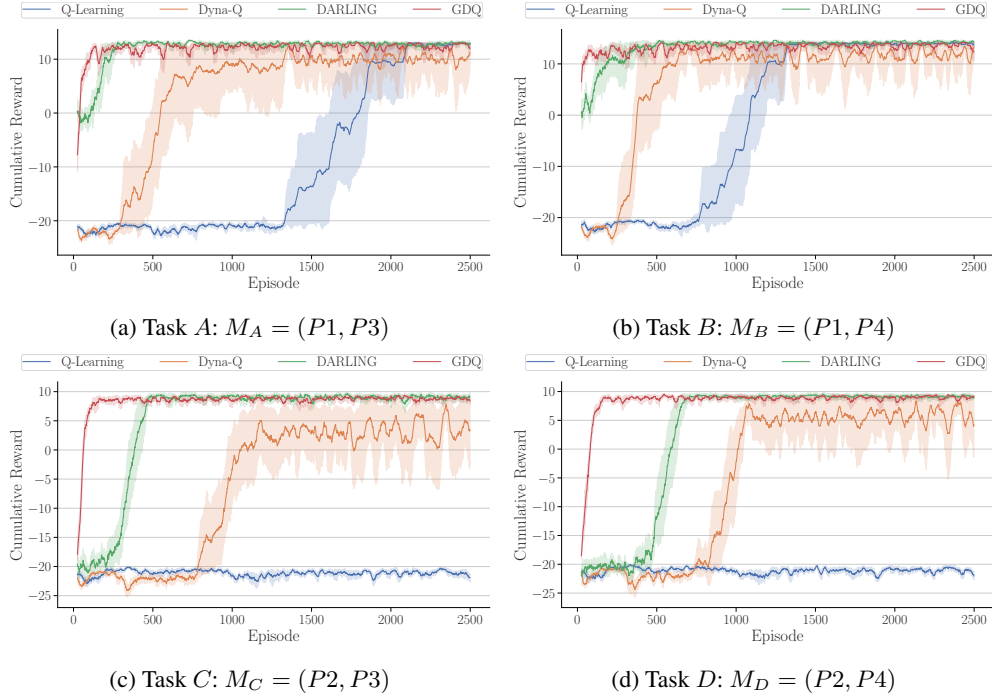 Q-Learning Dyna-Q DARLING GDQ
Cumulative Reward
10
0
−10
−20
0 500 1000 1500 2000 2500
Episode
(a) Task A: M_A = (P1, P3)
Q-Learning Dyna-Q DARLING GDQ
Cumulative Reward
10
0
−10
−20
0 500 1000 1500 2000 2500
Episode
(b) Task B: M_B = (P1, P4)
Q-Learning Dyna-Q DARLING GDQ
Cumulative Reward
10
5
0
−5
−10
−15
−20
−25
0 500 1000 1500 2000 2500
Episode
(c) Task C: M_C = (P2, P3)
Q-Learning Dyna-Q DARLING GDQ
Cumulative Reward
10
5
0
−5
−10
−15
−20
−25
0 500 1000 1500 2000 2500
Episode
(d) Task D: M_D = (P2, P4)